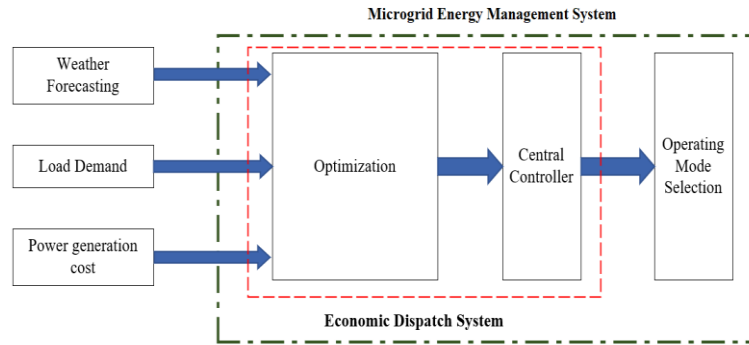 Microgrid Energy Management System
Weather
Forecasting
Load Demand
Power generation
cost
Optimization
Central
Controller
Operating
Mode
Selection
Economic Dispatch System